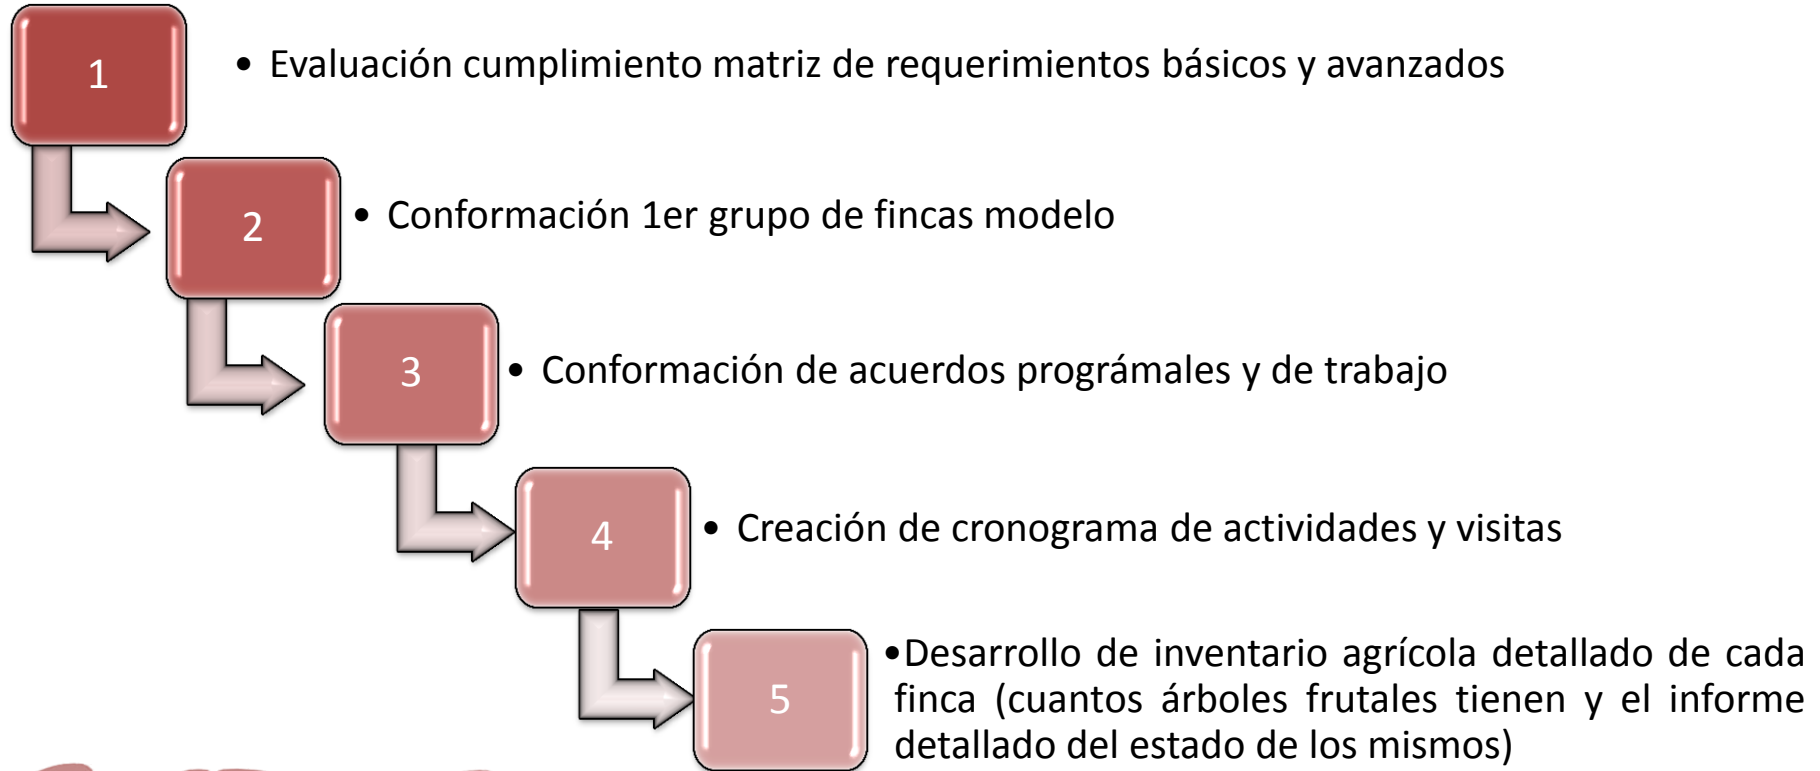 1
• Evaluación cumplimiento matriz de requerimientos básicos y avanzados
2
• Conformación 1er grupo de fincas modelo
3
• Conformación de acuerdos prográmales y de trabajo
4
• Creación de cronograma de actividades y visitas
5
•Desarrollo de inventario agrícola detallado de cada
finca (cuantos árboles frutales tienen y el informe
detallado del estado de los mismos)